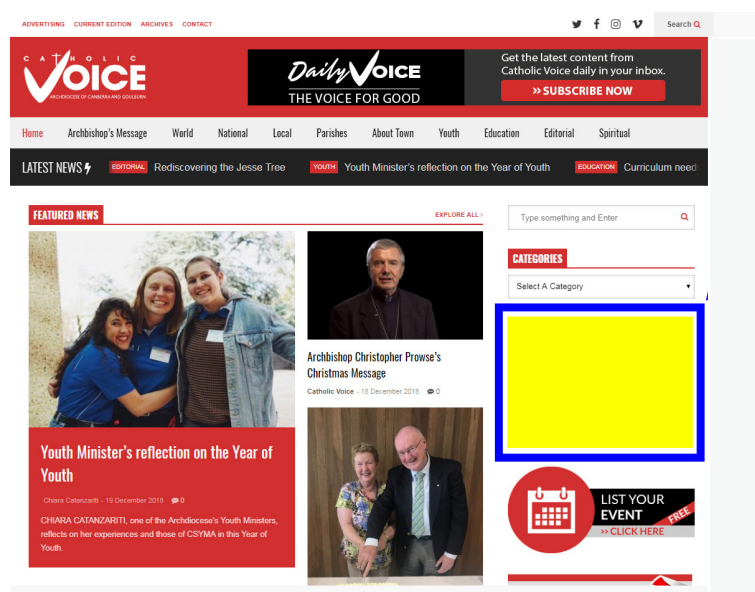 ADVERTISING CURRENT EDITION ARCHIVES CONTACT
Search
CATHOLIC
VOICE
ARCHDIOCESE OF CANBERRA AND GOULBURN
Daily VOICE
THE VOICE FOR GOOD
Get the latest content from
Catholic Voice daily in your inbox.
>> SUBSCRIBE NOW
Home Archbishop's Message World National Local Parishes About Town Youth Education Editorial Spiritual
LATEST NEWS EDITORIAL Rediscovering the Jesse Tree YOUTH Youth Minister's reflection on the Year of Youth EDUCATION Curriculum need
FEATURED NEWS
EXPLORE ALL >
Type something and Enter
CATEGORIES
Select A Category
Archbishop Christopher Prowse's
Christmas Message
Catholic Voice - 18 December 2018 0
Youth Minister's reflection on the Year of
Youth
Chiara Catanzariti - 19 December 2018 0
CHIARA CATANZARITI, one of the Archdiocese's Youth Ministers,
reflects on her experiences and those of CSYMA in this Year of
Youth.
LIST YOUR
EVENT
FREE
>> CLICK HERE